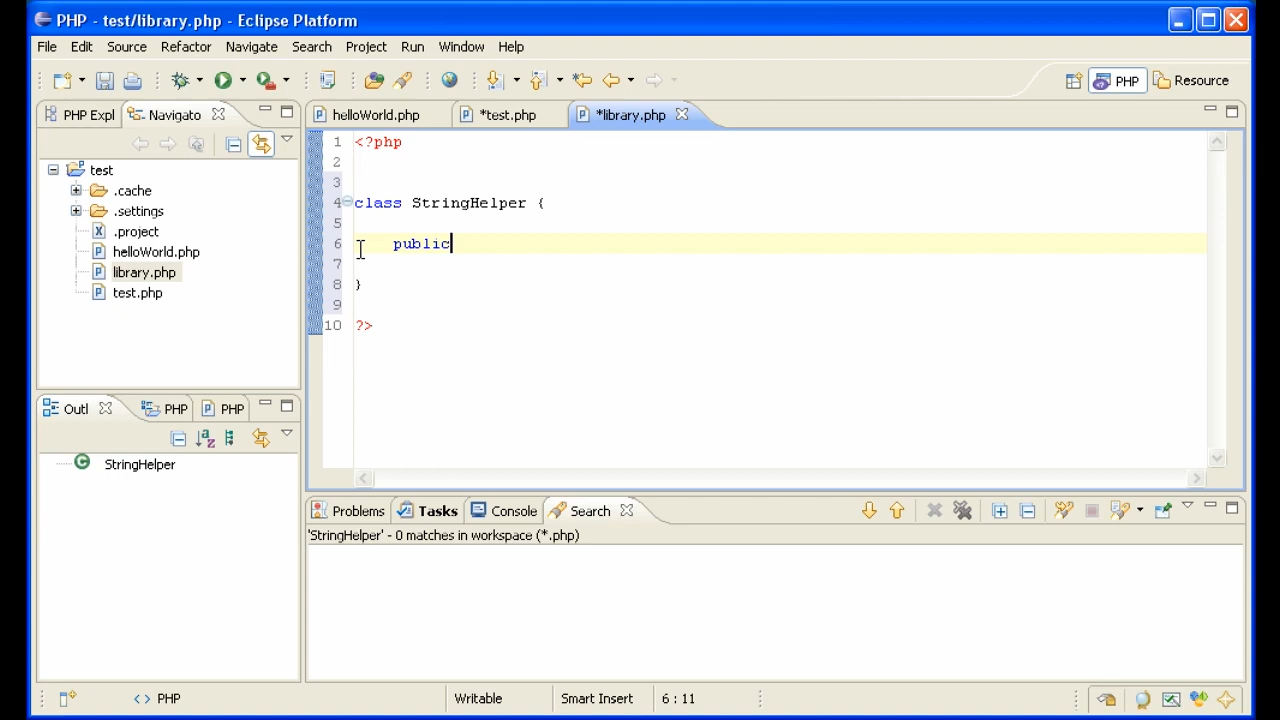 PHP - test/library.php - Eclipse Platform
File Edit Source Refactor Navigate Search Project Run Window Help
PHP Resource
PHP Expl Navigato
helloWorld.php *test.php *library.php
test
.cache
.settings
.project
helloWorld.php
library.php
test.php
1 <?php
2
3
4 class StringHelper {
5
6 public
7
8 }
9
10 ?>
Outl PHP PHP
StringHelper
Problems Tasks Console Search
'StringHelper' - 0 matches in workspace (*.php)
<> PHP Writable Smart Insert 6 : 11